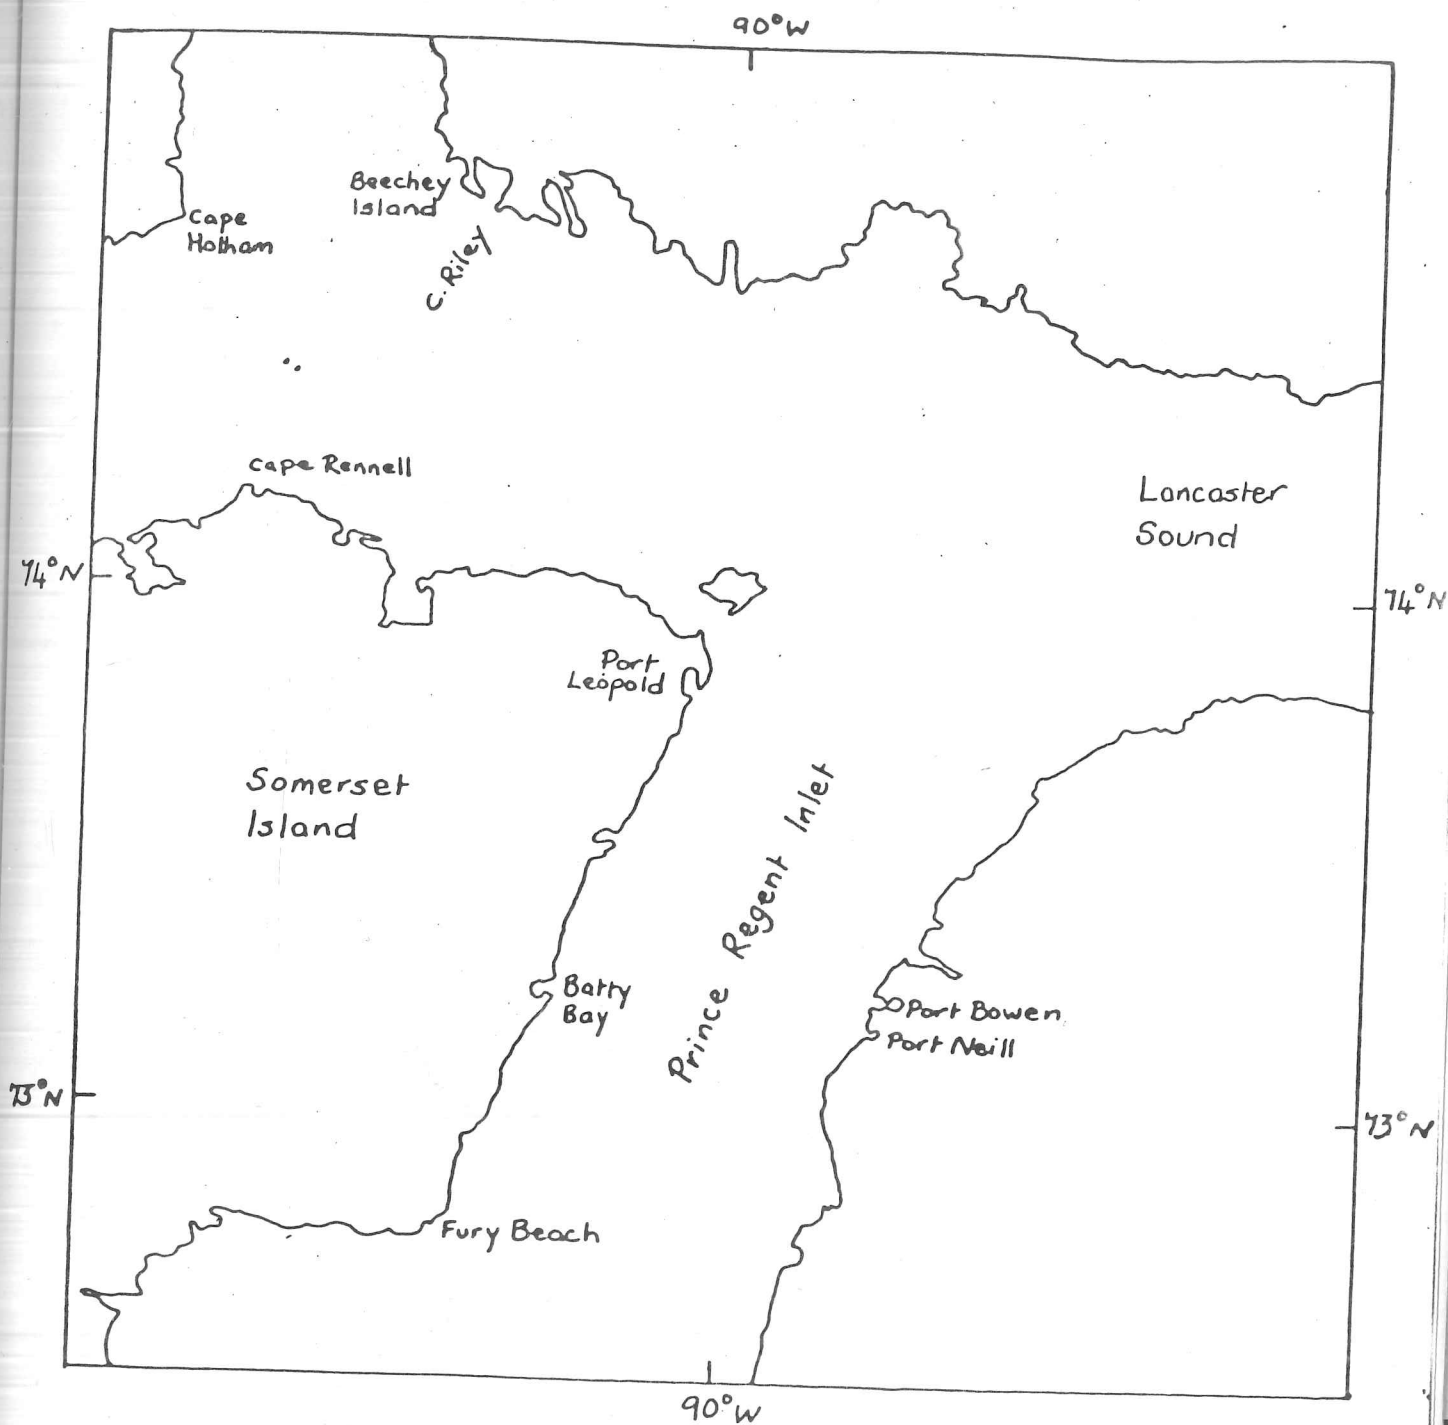 90°W
Beechey
Island
Cape
Hotham
C. Riley
Cape Rennell
Lancaster
Sound
74°N
74°N
Port
Leopold
Somerset
Island
Prince Regent Inlet
Batty
Bay
Port Bowen
Port Neill
73°N
73°N
Fury Beach
90°W